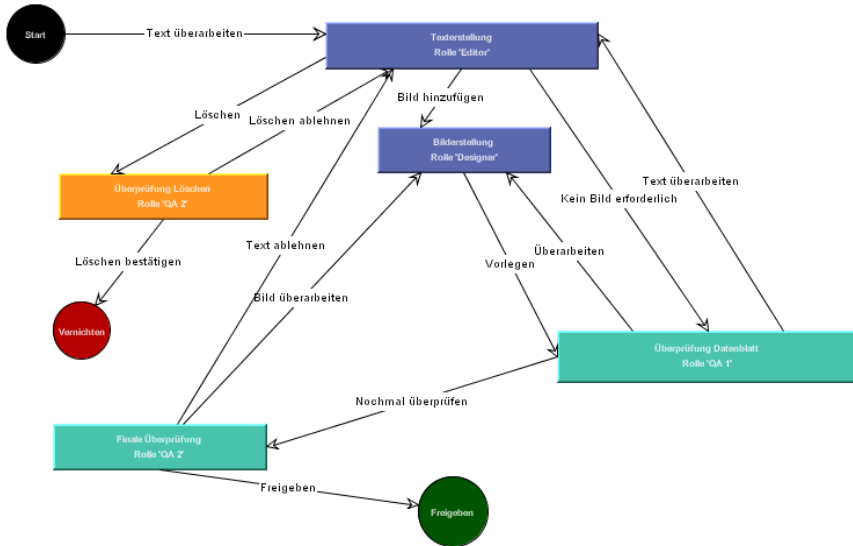 Start
Text überarbeiten
Texterstellung
Rolle 'Editor'
Bild hinzufügen
Löschen
Löschen ablehnen
Bilderstellung
Rolle 'Designer'
Überprüfung Löschen
Rolle 'QA 2'
Text überarbeiten
Kein Bild erforderlich
Text ablehnen
Überarbeiten
Löschen bestätigen
Vorlegen
Bild überarbeiten
Vernichten
Überprüfung Datenblatt
Rolle 'QA 1'
Nochmal überprüfen
Finale Überprüfung
Rolle 'QA 2'
Freigeben
Freigeben